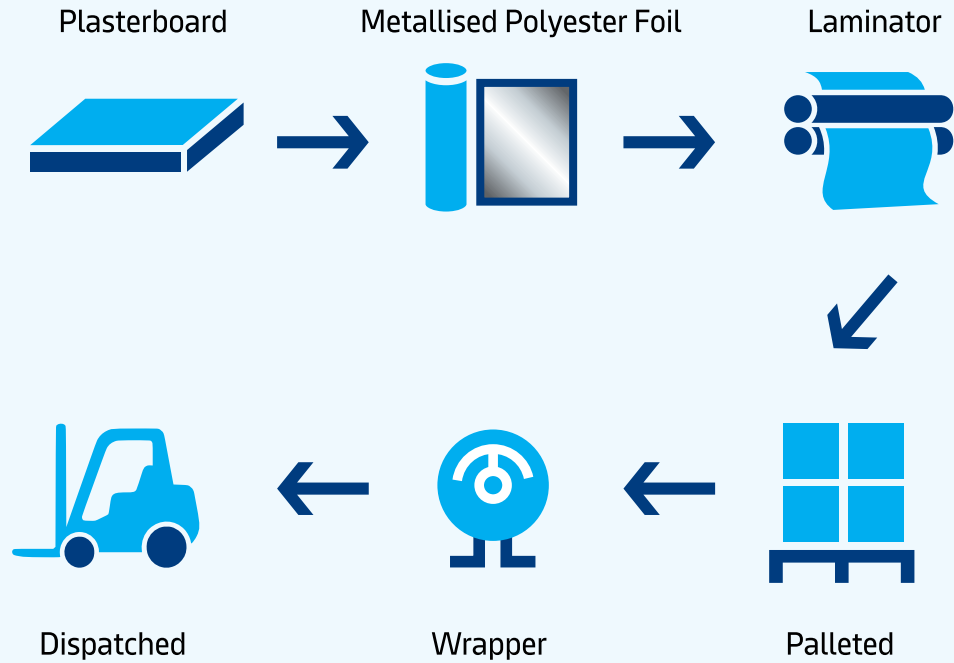 Plasterboard
Metallised Polyester Foil
Laminator
Palleted
Wrapper
Dispatched